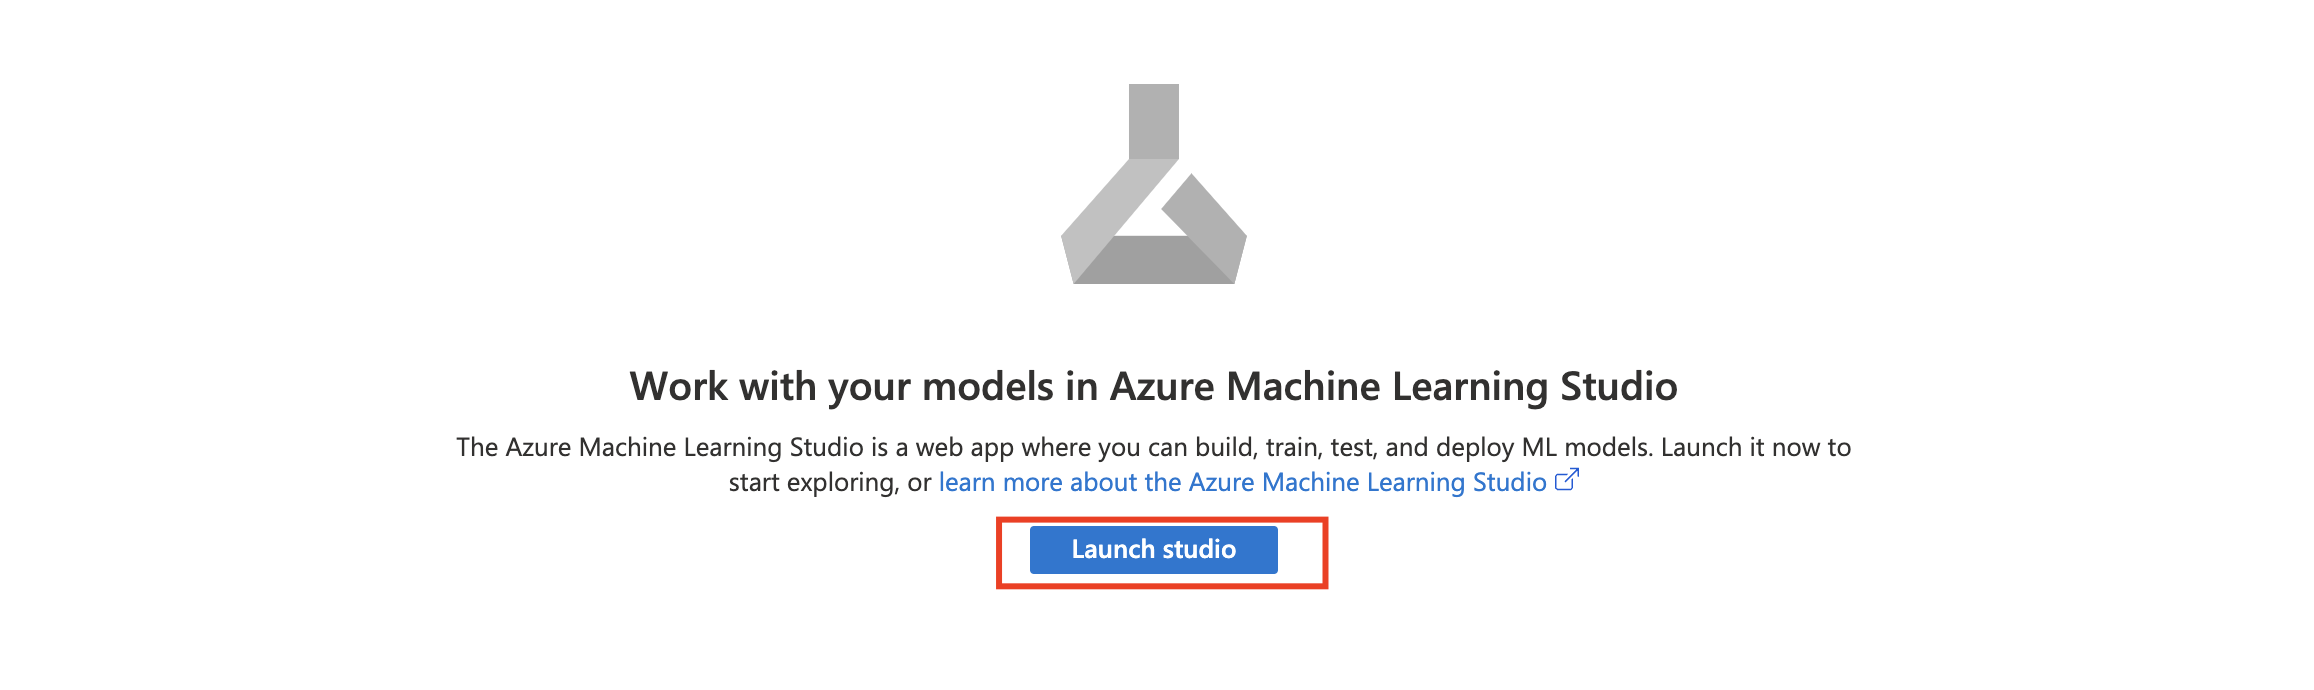 Work with your models in Azure Machine Learning Studio
The Azure Machine Learning Studio is a web app where you can build, train, test, and deploy ML models. Launch it now to
start exploring, or learn more about the Azure Machine Learning Studio
Launch studio